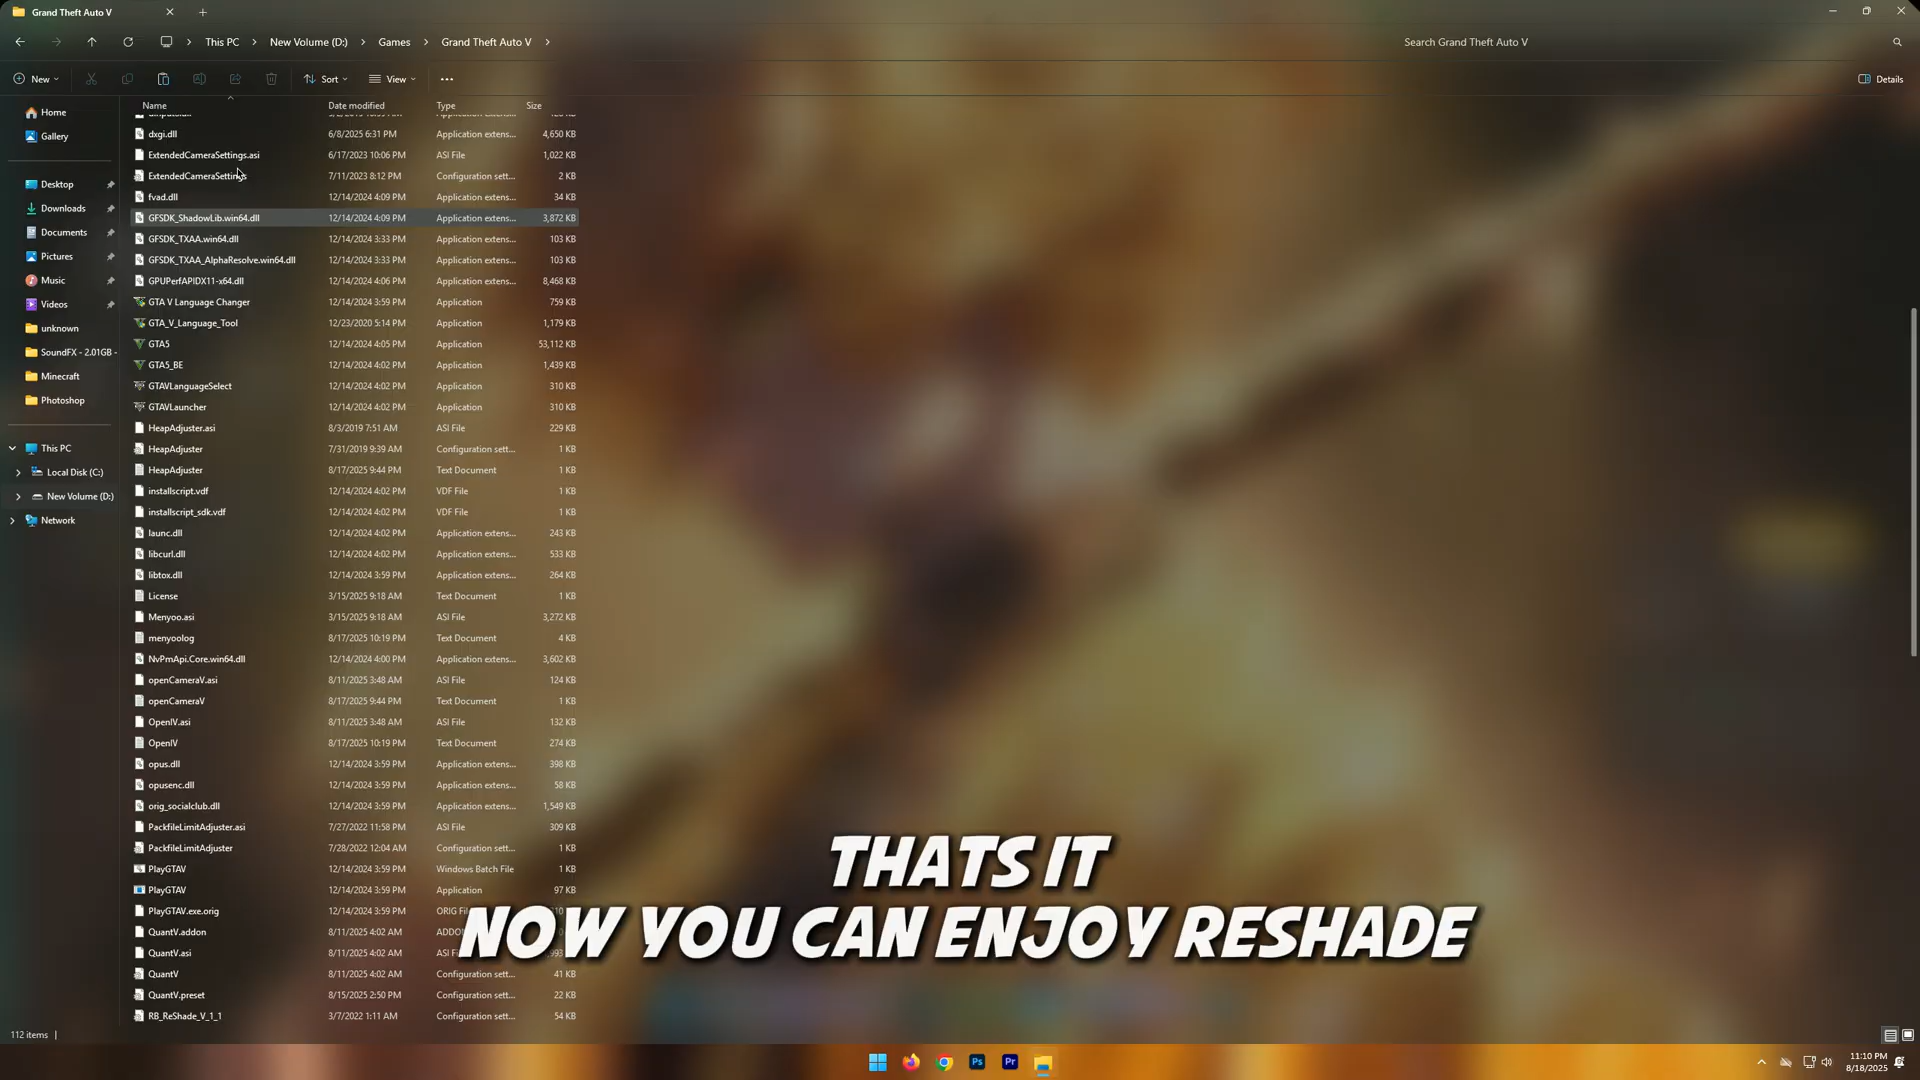 Grand Theft Auto V
This PC > New Volume (D:) > Games > Grand Theft Auto V >
Search Grand Theft Auto V
New Sort View ... Details
Name Date modified Type Size
Home
Gallery
Desktop
Downloads
Documents
Pictures
Music
Videos
unknown
SoundFX - 2.01GB -
Minecraft
Photoshop
This PC
Local Disk (C:)
New Volume (D:)
Network
dxgi.dll 6/8/2025 6:31 PM Application extens... 4,650 KB
ExtendedCameraSettings.asi 6/17/2023 10:06 PM ASI File 1,022 KB
ExtendedCameraSettings 7/11/2023 8:12 PM Configuration sett... 2 KB
fvad.dll 12/14/2024 4:09 PM Application extens... 34 KB
GFSDK_ShadowLib.win64.dll 12/14/2024 4:09 PM Application extens... 3,872 KB
GFSDK_TXAA.win64.dll 12/14/2024 3:33 PM Application extens... 103 KB
GFSDK_TXAA_AlphaResolve.win64.dll 12/14/2024 3:33 PM Application extens... 103 KB
GPUPerfAPIDX11-x64.dll 12/14/2024 4:06 PM Application extens... 8,468 KB
GTA V Language Changer 12/14/2024 3:59 PM Application 759 KB
GTA_V_Language_Tool 12/23/2020 5:14 PM Application 1,179 KB
GTA5 12/14/2024 4:05 PM Application 53,112 KB
GTA5_BE 12/14/2024 4:02 PM Application 1,439 KB
GTAVLanguageSelect 12/14/2024 4:02 PM Application 310 KB
GTAVLauncher 12/14/2024 4:02 PM Application 310 KB
HeapAdjuster.asi 8/3/2019 7:51 AM ASI File 229 KB
HeapAdjuster 7/31/2019 9:39 AM Configuration sett... 1 KB
HeapAdjuster 8/17/2025 9:44 PM Text Document 1 KB
installscript.vdf 12/14/2024 4:02 PM VDF File 1 KB
installscript_sdk.vdf 12/14/2024 4:02 PM VDF File 1 KB
launc.dll 12/14/2024 4:02 PM Application extens... 243 KB
libcurl.dll 12/14/2024 4:02 PM Application extens... 533 KB
libtox.dll 12/14/2024 3:59 PM Application extens... 264 KB
License 3/15/2025 9:18 AM Text Document 1 KB
Menyoo.asi 3/15/2025 9:18 AM ASI File 3,272 KB
menyoolog 8/17/2025 10:19 PM Text Document 4 KB
NvPmApi.Core.win64.dll 12/14/2024 4:00 PM Application extens... 3,602 KB
openCameraV.asi 8/11/2025 3:48 AM ASI File 124 KB
openCameraV 8/17/2025 9:44 PM Text Document 1 KB
OpenIV.asi 8/11/2025 3:48 AM ASI File 132 KB
OpenIV 8/17/2025 10:19 PM Text Document 274 KB
opus.dll 12/14/2024 3:59 PM Application extens... 398 KB
opusenc.dll 12/14/2024 3:59 PM Application extens... 58 KB
orig_socialclub.dll 12/14/2024 3:59 PM Application extens... 1,549 KB
PackfileLimitAdjuster.asi 7/27/2022 11:58 PM ASI File 309 KB
PackfileLimitAdjuster 7/28/2022 12:04 AM Configuration sett... 1 KB
PlayGTAV 12/14/2024 3:59 PM Windows Batch File 1 KB
PlayGTAV 12/14/2024 3:59 PM Application 97 KB
PlayGTAV.exe.orig 12/14/2024 3:59 PM ORIG
QuantV.addon 8/11/2025 4:02 AM
QuantV.asi 8/11/2025 4:02 AM
QuantV 8/11/2025 4:02 AM Configuration sett... 41 KB
QuantV.preset 8/15/2025 2:50 PM Configuration sett... 22 KB
RB_ReShade_V_1_1 3/7/2022 1:11 AM Configuration sett... 54 KB
THATS IT
NOW YOU CAN ENJOY RESHADE
112 items
Ps Pr
11:10 PM
8/18/2025